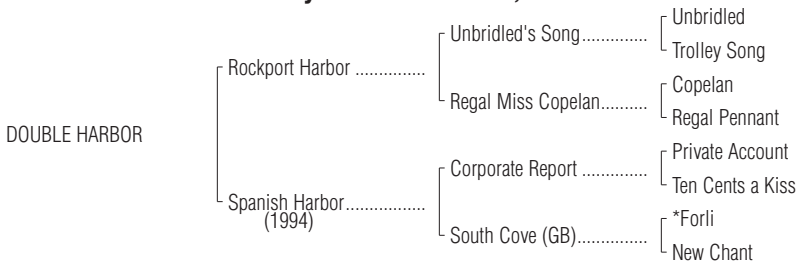 Unbridled
Unbridled's Song..............
Trolley Song
Rockport Harbor ...............
Copelan
Regal Miss Copelan..........
Regal Pennant
DOUBLE HARBOR
Private Account
Corporate Report ..............
Ten Cents a Kiss
Spanish Harbor.................
(1994)
*Forli
South Cove (GB)...............
New Chant